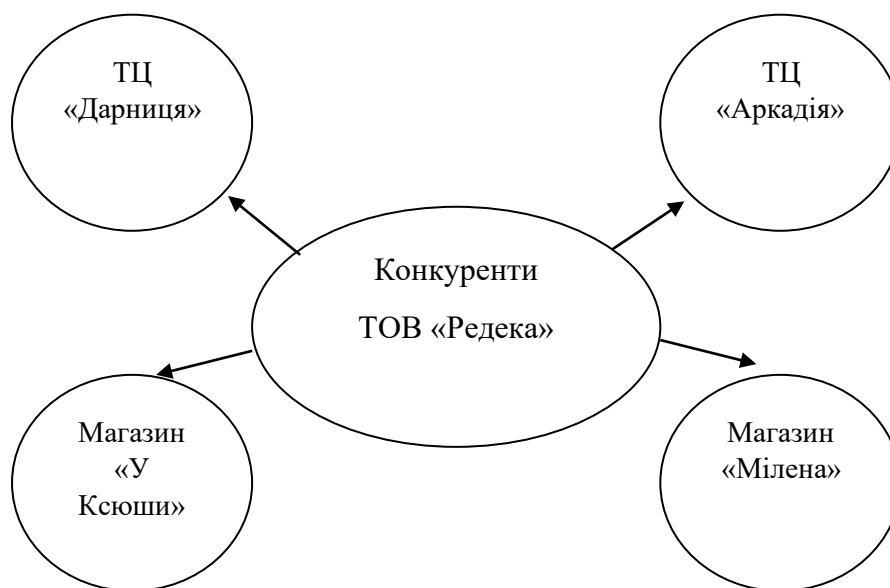 ТЦ
«Дарниця»
ТЦ
«Аркадія»
Конкуренти
ТОВ «Редека»
Магазин
«У
Ксюши»
Магазин
«Мілена»